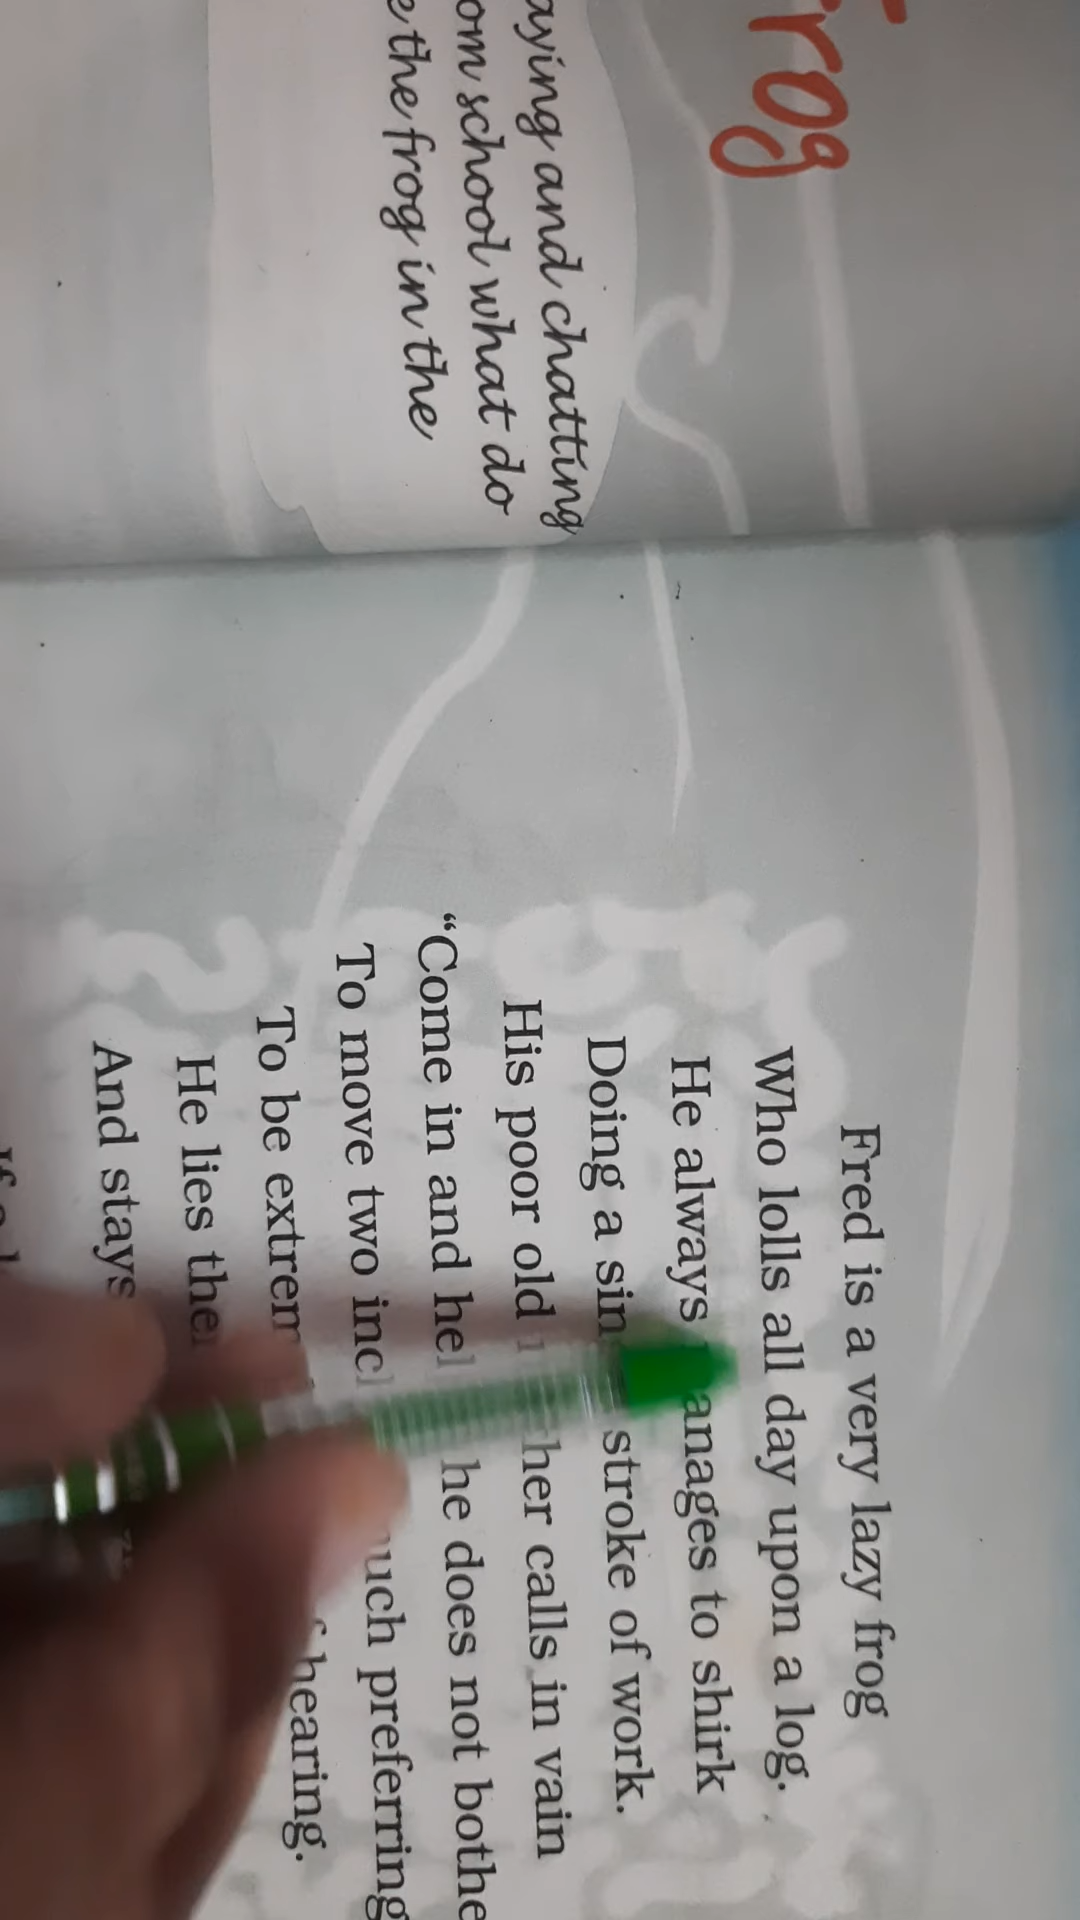 Frog
aying and chatting
om school what do
e the frog in the
Fred is a very lazy frog
Who lolls all day upon a log.
He always anages to shirk
Doing a sin stroke of work.
His poor old her calls in vain
"Come in and hel he does not bothe
To move two inc uch preferring
To be extrem hearing.
He lies the
And stays